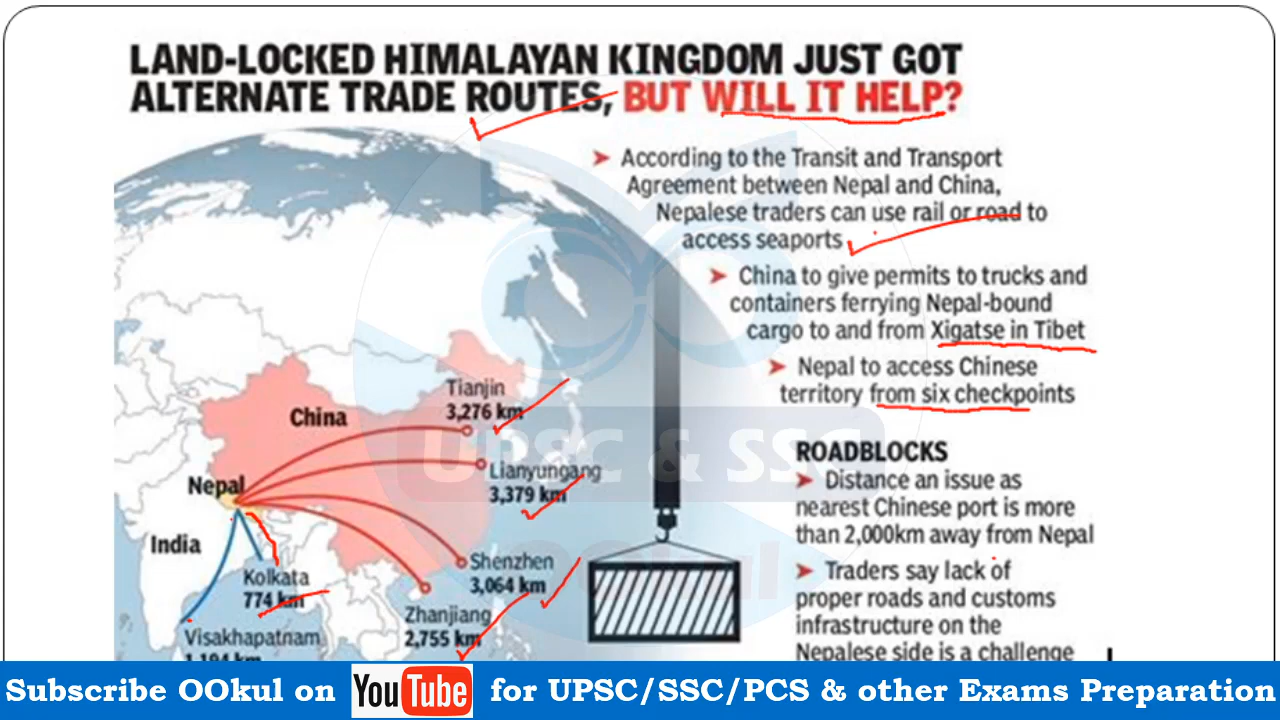 LAND-LOCKED HIMALAYAN KINGDOM JUST GOT
ALTERNATE TRADE ROUTES, BUT WILL IT HELP?
➤ According to the Transit and Transport
Agreement between Nepal and China,
Nepalese traders can use rail or road to
access seaports
➤ China to give permits to trucks and
containers ferrying Nepal-bound
cargo to and from Xigatse in Tibet
➤ Nepal to access Chinese
territory from six checkpoints
ROADBLOCKS
➤ Distance an issue as
nearest Chinese port is more
than 2,000km away from Nepal
➤ Traders say lack of
proper roads and customs
infrastructure on the
Nepalese side is a challenge
China
Tianjin
3,276 km
Lianyungang
3,379 km
Nepal
India
Shenzhen
3,064 km
Kolkata
774 km
Zhanjiang
2,755 km
Visakhapatnam
1,194 km
UPSC & SSC
Subscribe OOkul on YouTube for UPSC/SSC/PCS & other Exams Preparation